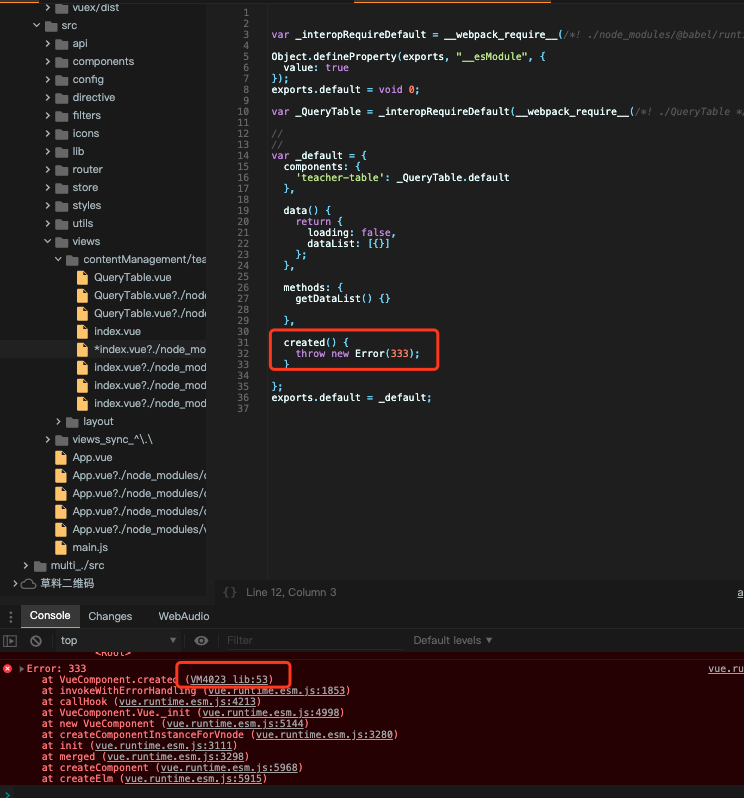 vuex/dist
src
api
components
config
directive
filters
icons
lib
router
store
styles
utils
views
contentManagement/tea
QueryTable.vue
QueryTable.vue?./node
QueryTable.vue?./node
index.vue
*index.vue?./node_mo
index.vue?./node_mod
index.vue?./node_mod
index.vue?./node_mod
layout
views_sync_^\.\
App.vue
App.vue?./node_modules/c
App.vue?./node_modules/c
App.vue?./node_modules/c
App.vue?./node_modules/v
main.js
multi_./src
草料二维码
1
2
3 var _interopRequireDefault = __webpack_require__(/*! ./node_modules/@babel/runti
4
5 Object.defineProperty(exports, "__esModule", {
6 value: true
7 });
8 exports.default = void 0;
9
10 var _QueryTable = _interopRequireDefault(__webpack_require__(/*! ./QueryTable */
11
12 //
13 //
14 var _default = {
15 components: {
16 'teacher-table': _QueryTable.default
17 },
18
19 data() {
20 return {
21 loading: false,
22 dataList: [{}]
23 };
24 },
25
26 methods: {
27 getDataList() {}
28
29 },
30
31 created() {
32 throw new Error(333);
33 }
34
35 };
36 exports.default = _default;
37
{} Line 12, Column 3
a
Console Changes WebAudio
top Filter Default levels ▼
<Root>
Error: 333 vue.ru
at VueComponent.created (VM4023 lib:53)
at invokeWithErrorHandling (vue.runtime.esm.js:1853)
at callHook (vue.runtime.esm.js:4213)
at VueComponent.Vue._init (vue.runtime.esm.js:4998)
at new VueComponent (vue.runtime.esm.js:5144)
at createComponentInstanceForVnode (vue.runtime.esm.js:3280)
at init (vue.runtime.esm.js:3111)
at merged (vue.runtime.esm.js:3298)
at createComponent (vue.runtime.esm.js:5968)
at createElm (vue.runtime.esm.js:5915)
>